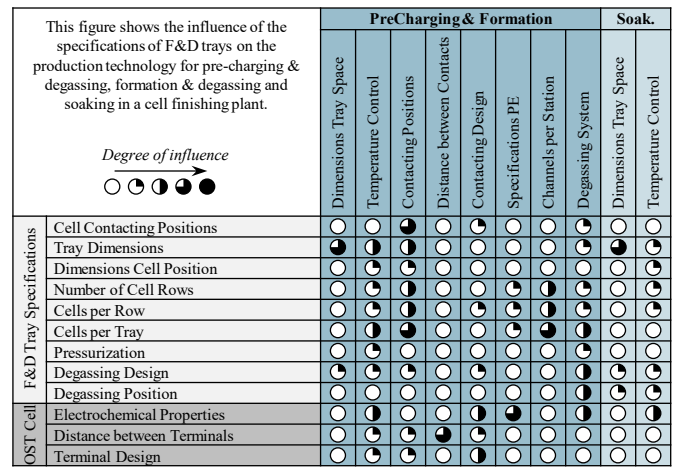 This figure shows the influence of the
specifications of F&D trays on the
production technology for pre-charging &
degassing, formation & degassing and
soaking in a cell finishing plant.
Degree of influence
PreCharging & Formation
Soak.
Dimensions Tray Space
Temperature Control
Contacting Positions
Distance between Contacts
Contacting Design
Specifications PE
Channels per Station
Degassing System
Dimensions Tray Space
Temperature Control
F&D Tray Specifications
Cell Contacting Positions
Tray Dimensions
Dimensions Cell Position
Number of Cell Rows
Cells per Row
Cells per Tray
Pressurization
Degassing Design
Degassing Position
OST Cell
Electrochemical Properties
Distance between Terminals
Terminal Design